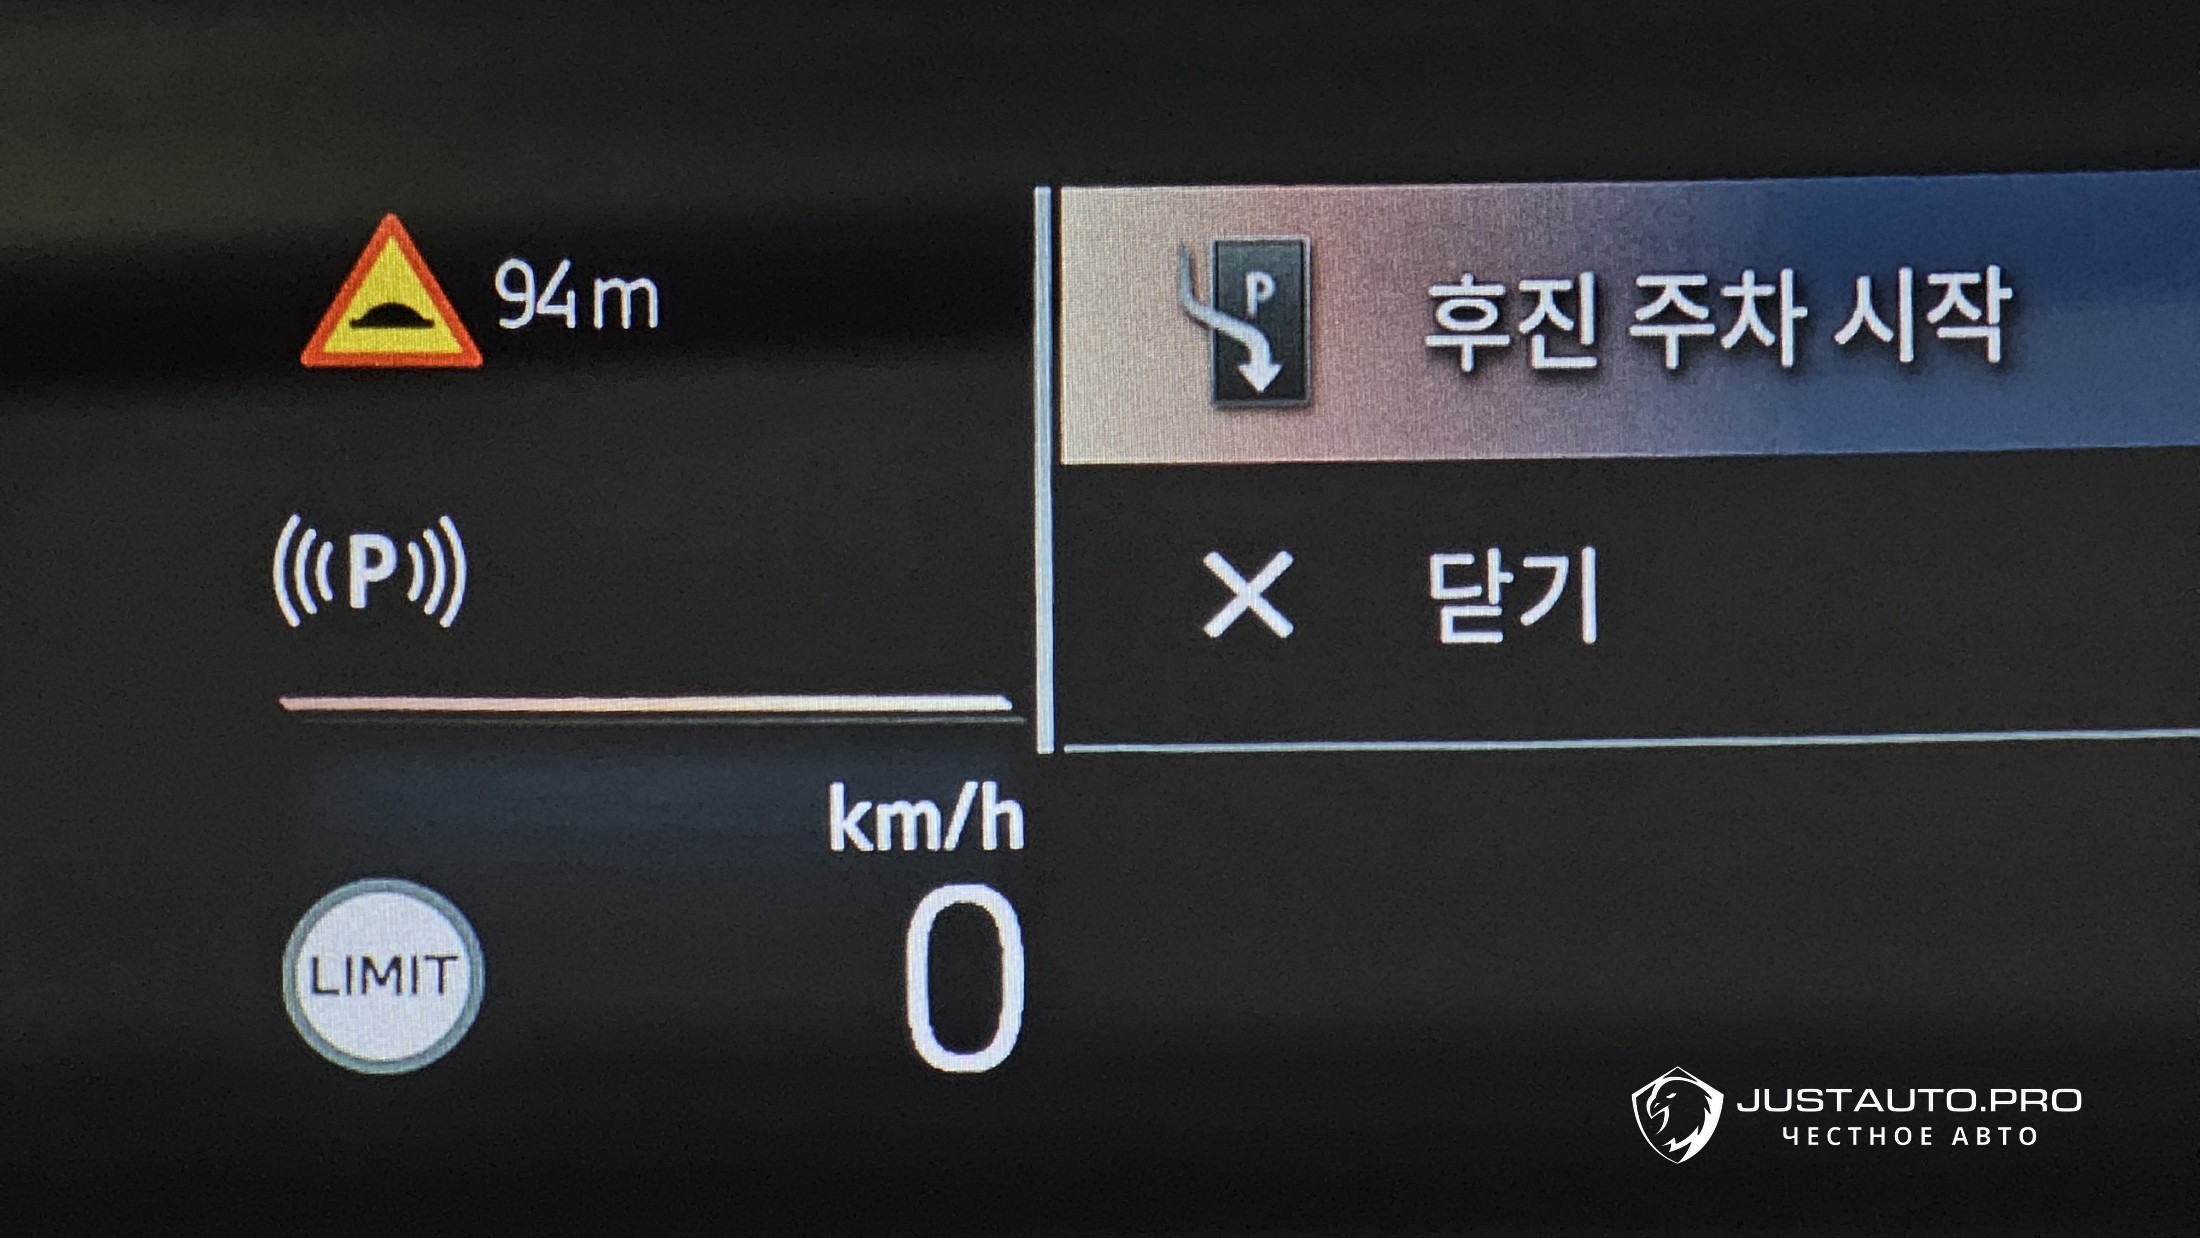 94m
P
후진 주차 시작
(((P)))
닫기
km/h
LIMIT
0
JUSTAUTO.PRO
ЧЕСТНОЕ АВТО